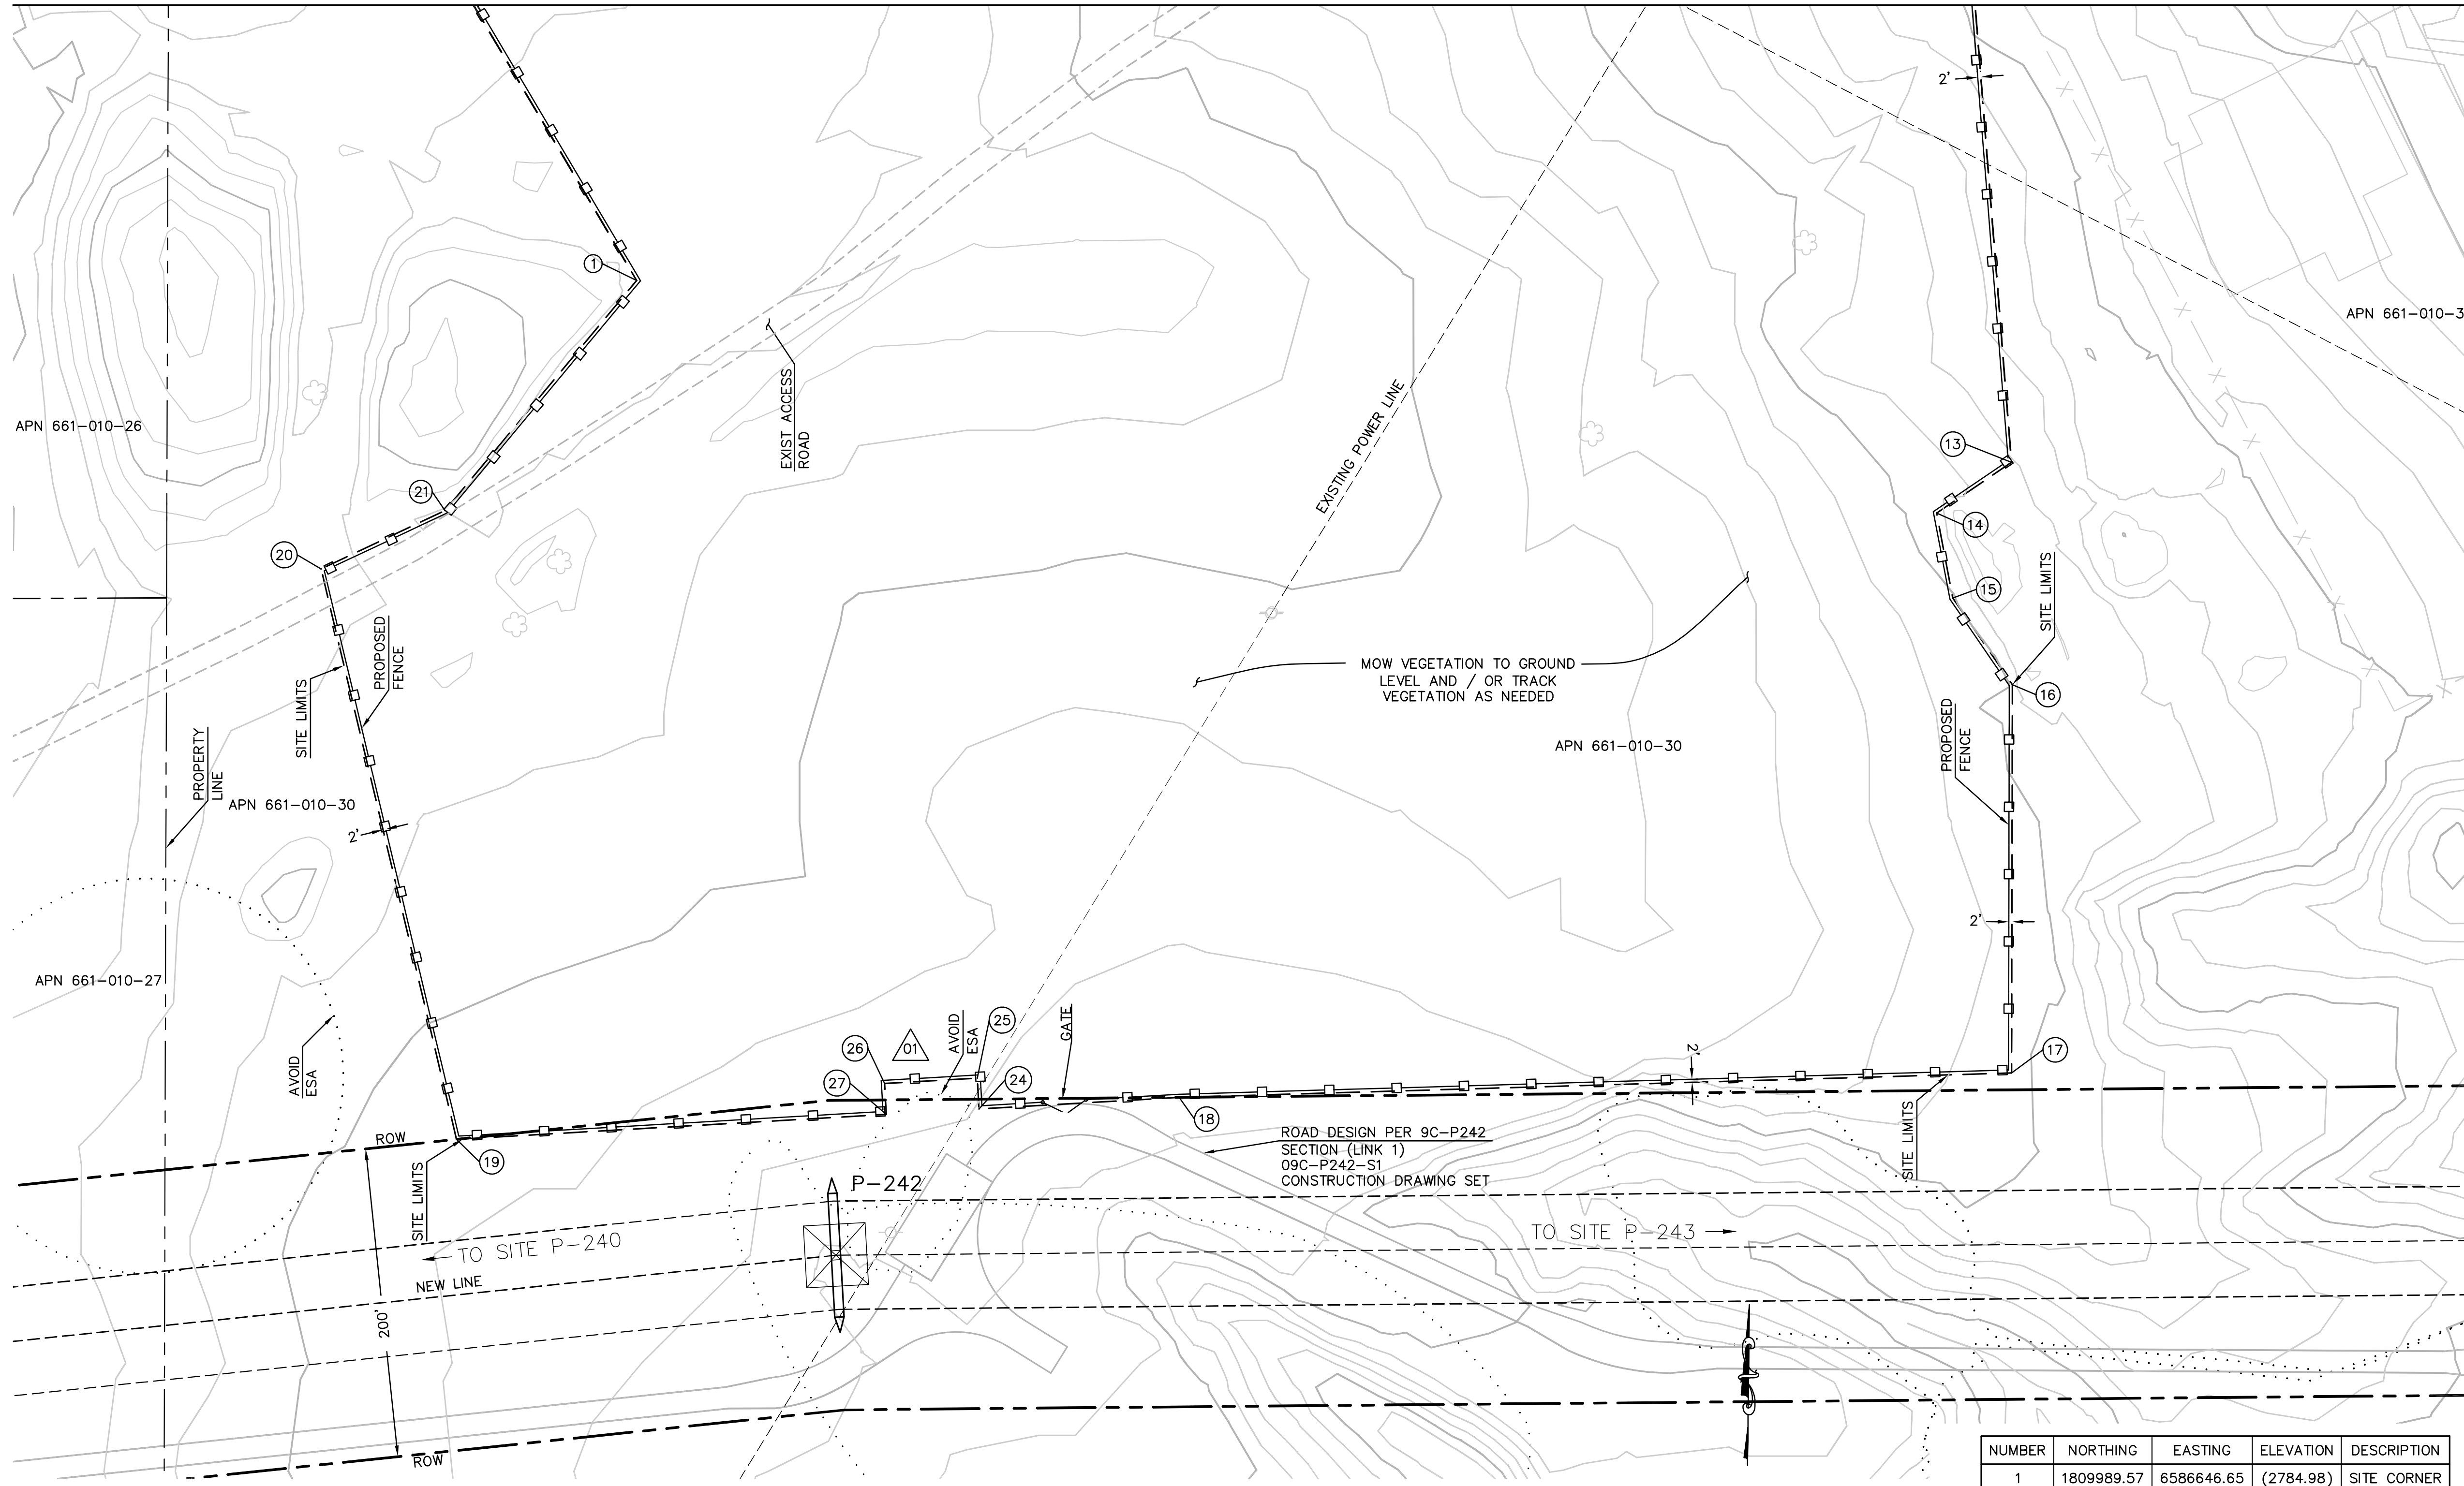 2'
1
APN 661-010-3
APN 661-010-26
EXIST ACCESS
ROAD
EXISTING POWER LINE
13
21
14
20
15
SITE LIMITS
PROPOSED
FENCE
SITE LIMITS
MOW VEGETATION TO GROUND
LEVEL AND / OR TRACK
VEGETATION AS NEEDED
16
PROPERTY
LINE
PROPOSED
FENCE
APN 661-010-30
APN 661-010-30
2'
2'
APN 661-010-27
AVOID
ESA
26
01
AVOID
ESA
25
GATE
2'
17
27
24
18
ROW
19
SITE LIMITS
ROAD DESIGN PER 9C-P242
SECTION (LINK 1)
09C-P242-S1
CONSTRUCTION DRAWING SET
SITE LIMITS
P-242
TO SITE P-240
TO SITE P-243
NEW LINE
200'
ROW
NUMBER NORTHING EASTING ELEVATION DESCRIPTION
1 1809989.57 6586646.65 (2784.98) SITE CORNER